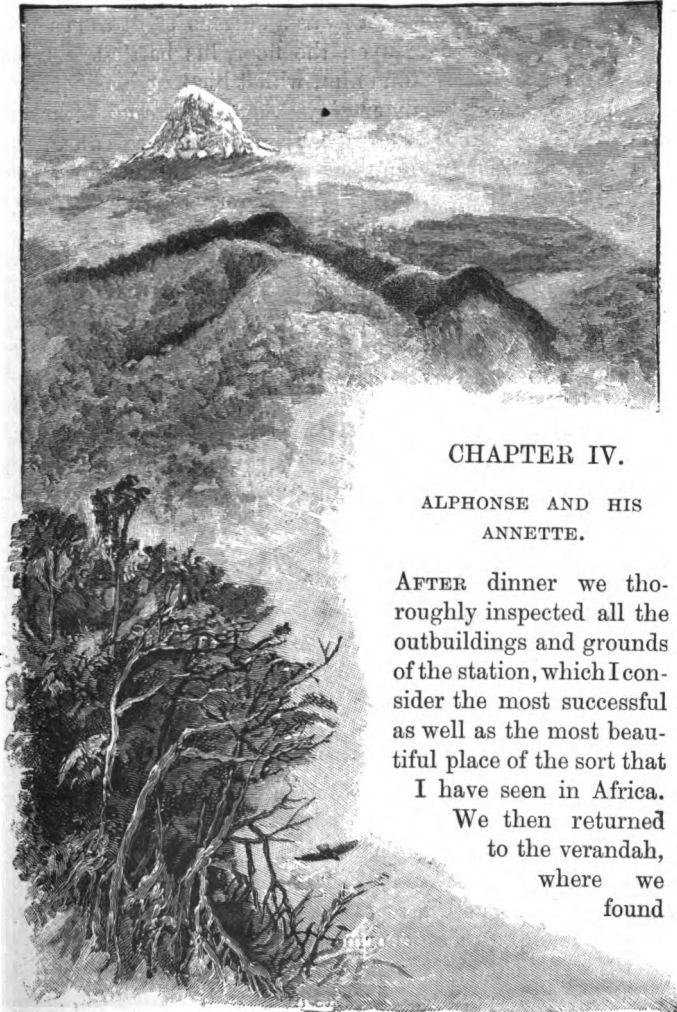 CHAPTER IV.
ALPHONSE AND HIS
ANNETTE.
AFTER dinner we tho-
roughly inspected all the
outbuildings and grounds
of the station, which I con-
sider the most successful
as well as the most beau-
tiful place of the sort that
I have seen in Africa.
We then returned
to the verandah,
where we
found